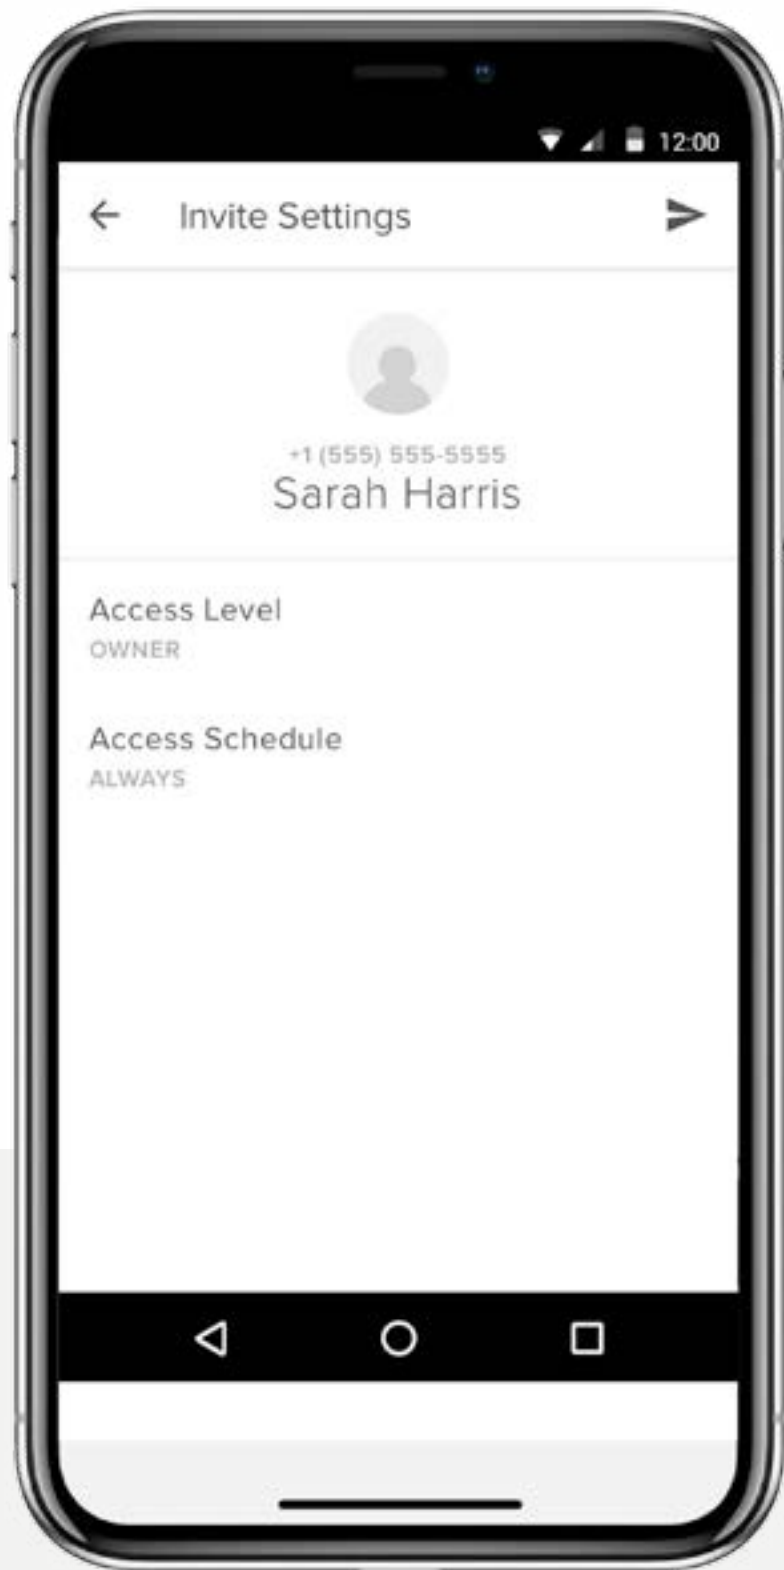 12:00
Invite Settings
+1 (555) 555-5555
Sarah Harris
Access Level
OWNER
Access Schedule
ALWAYS